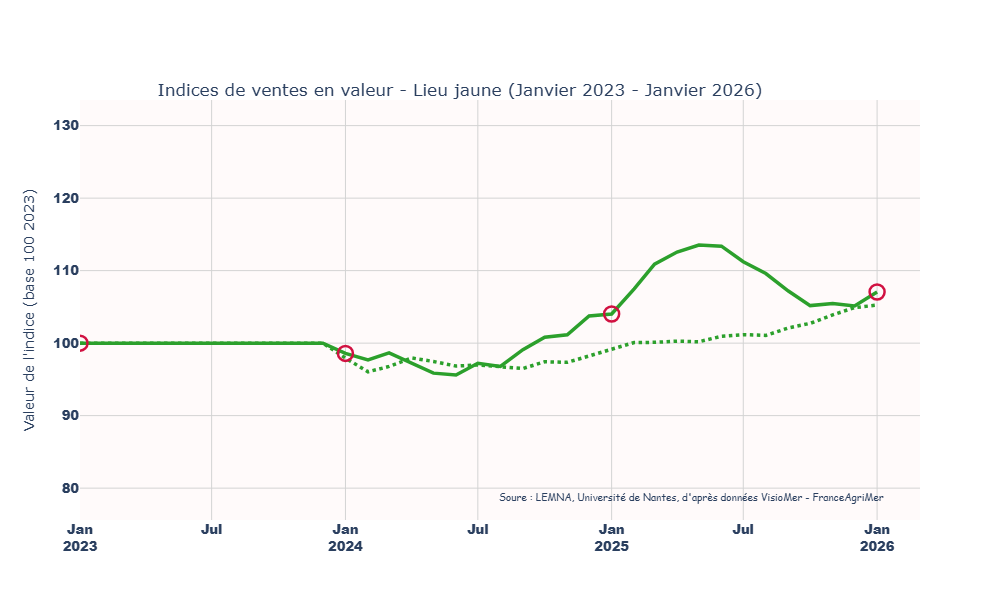 Indices de ventes en valeur - Lieu jaune (Janvier 2023 - Janvier 2026)
Valeur de l'indice (base 100 2023)
130
120
110
100
90
80
Soure : LEMNA, Université de Nantes, d'après données VisioMer - FranceAgriMer
Jan Jul Jan Jul Jan Jul Jan
2023 2024 2025 2026